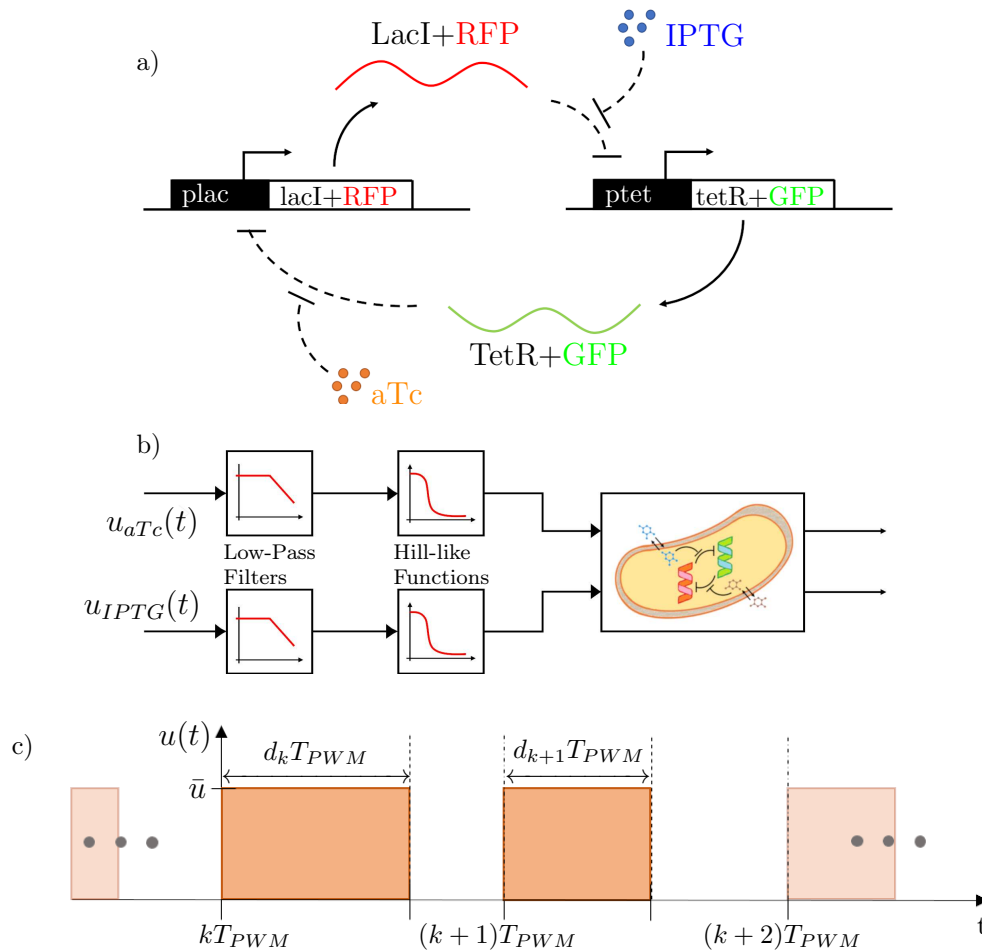 a)
LacI+RFP
IPTG
plac
lacI+RFP
ptet
tetR+GFP
TetR+GFP
aTc
b)
u_{aTc}(t)
Low-Pass
Filters
Hill-like
Functions
u_{IPTG}(t)
c)
u(t)
d_k T_{PWM}
d_{k+1} T_{PWM}
ū
kT_{PWM}
(k + 1)T_{PWM}
(k + 2)T_{PWM}
t